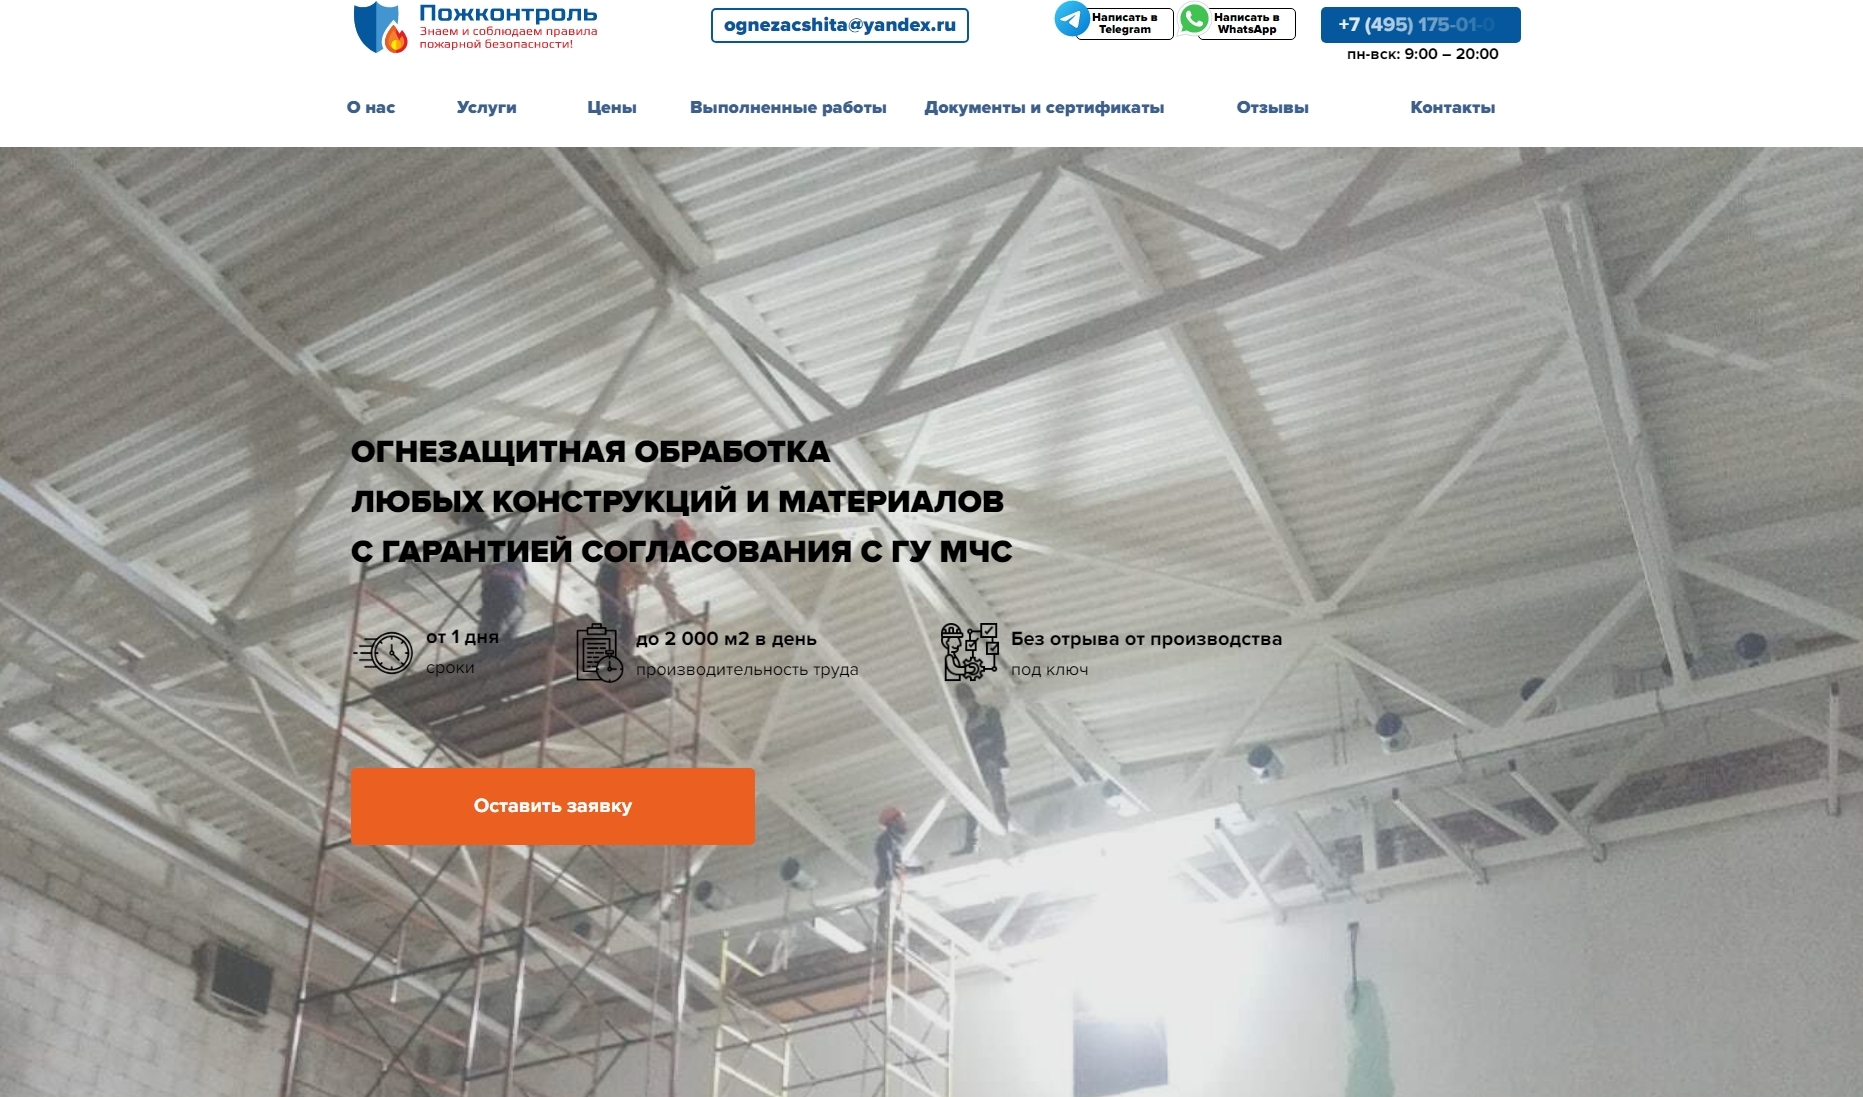 Пожконтроль
Знаем и соблюдаем правила
пожарной безопасности!
ognezacshita@yandex.ru
Написать в
Telegram
Написать в
WhatsApp
+7 (495) 175-01-0
пн-вск: 9:00 – 20:00
О нас
Услуги
Цены
Выполненные работы
Документы и сертификаты
Отзывы
Контакты
ОГНЕЗАЩИТНАЯ ОБРАБОТКА
ЛЮБЫХ КОНСТРУКЦИЙ И МАТЕРИАЛОВ
С ГАРАНТИЕЙ СОГЛАСОВАНИЯ С ГУ МЧС
от 1 дня
сроки
до 2 000 м2 в день
производительность труда
Без отрыва от производства
под ключ
Оставить заявку